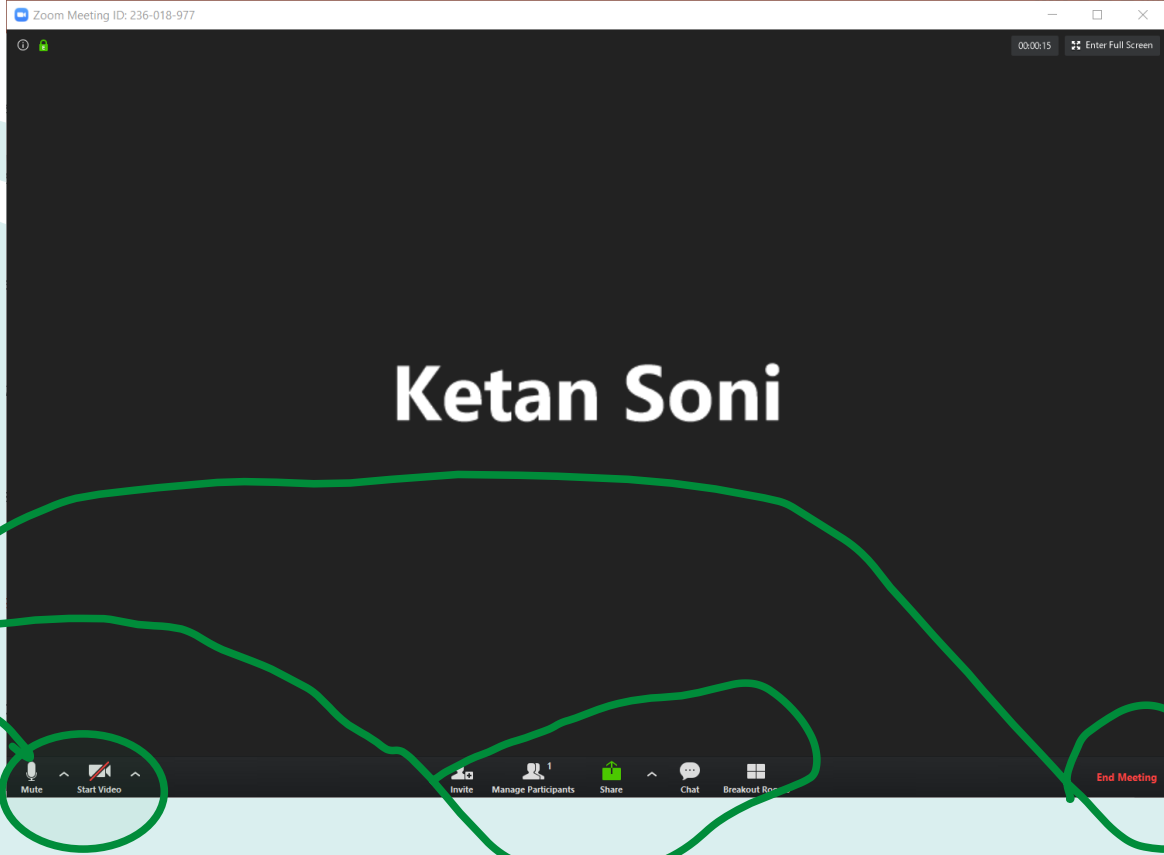 Zoom Meeting ID: 236-018-977
00:00:15 Enter Full Screen
Ketan Soni
1
Mute Start Video Invite Manage Participants Share Chat Breakout End Meeting